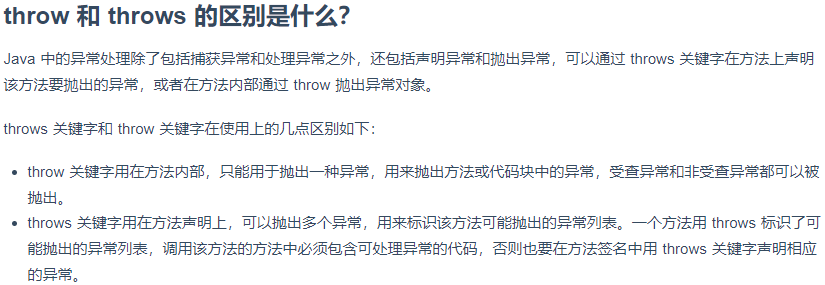 throw 和 throws 的区别是什么？
Java 中的异常处理除了包括捕获异常和处理异常之外，还包括声明异常和抛出异常，可以通过 throws 关键字在方法上声明
该方法要抛出的异常，或者在方法内部通过 throw 抛出异常对象。
throws 关键字和 throw 关键字在使用上的几点区别如下：
• throw 关键字用在方法内部，只能用于抛出一种异常，用来抛出方法或代码块中的异常，受查异常和非受查异常都可以被
抛出。
• throws 关键字用在方法声明上，可以抛出多个异常，用来标识该方法可能抛出的异常列表。一个方法用 throws 标识了可
能抛出的异常列表，调用该方法的方法中必须包含可处理异常的代码，否则也要在方法签名中用 throws 关键字声明相应
的异常。